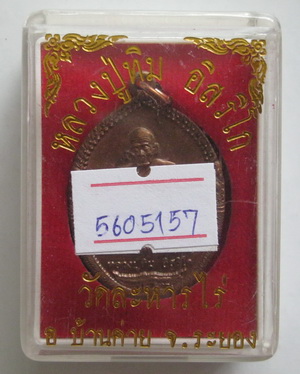 หลวงปู่ทิม อิสริโก
5605157
วัดละหารไร่
อ.บ้านค่าย จ.ระยอง